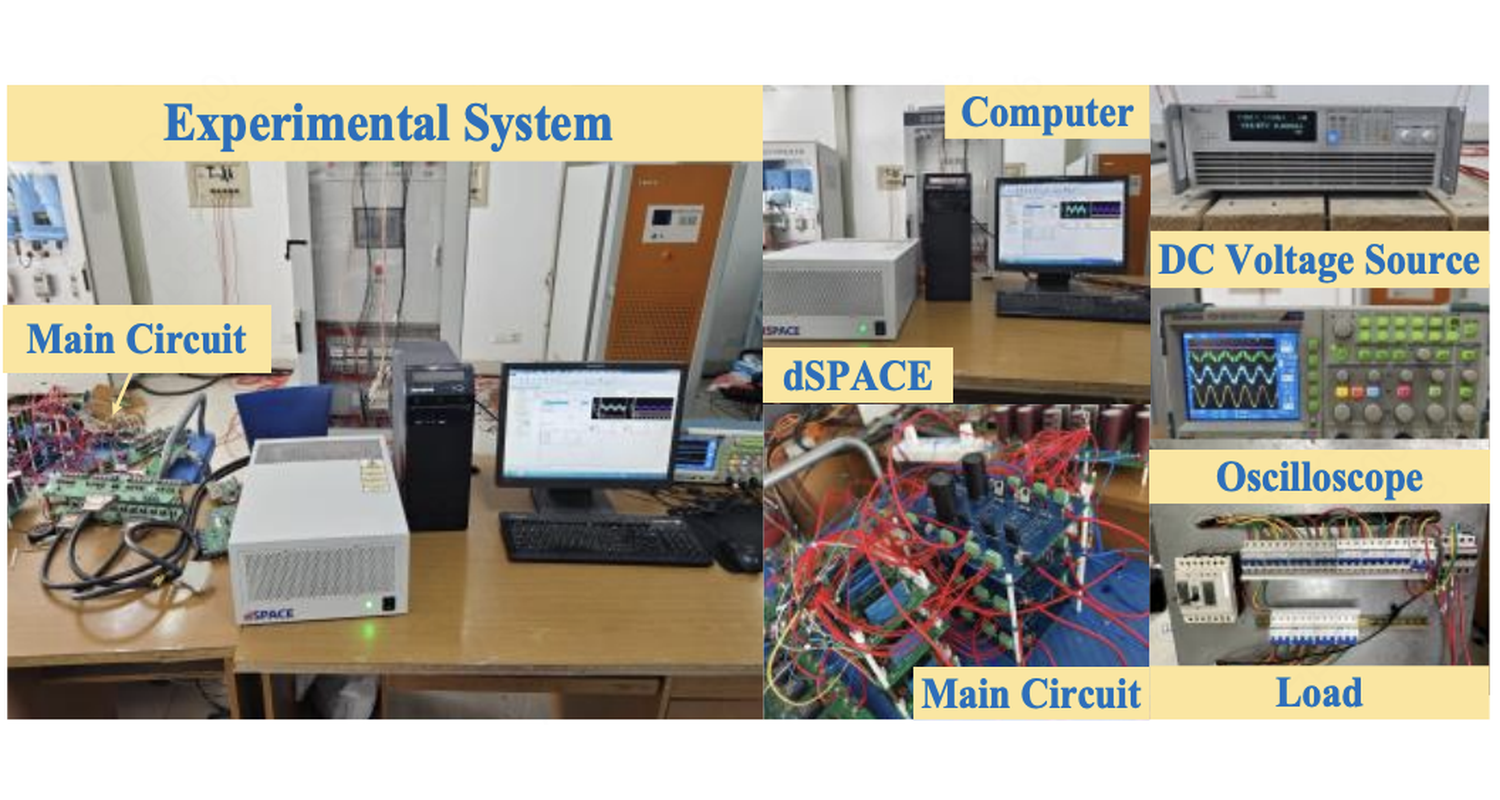 Experimental System
Main Circuit
dSPACE
Computer
dSPACE
dSPACE
Main Circuit
DC Voltage Source
Oscilloscope
Load